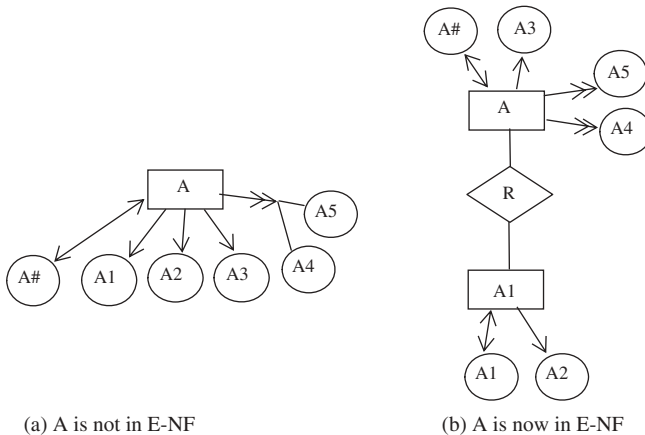 A#
A3
A
A5
A4
R
A1
A1
A2
A
A5
A4
A#
A1
A2
A3
(a) A is not in E-NF
(b) A is now in E-NF